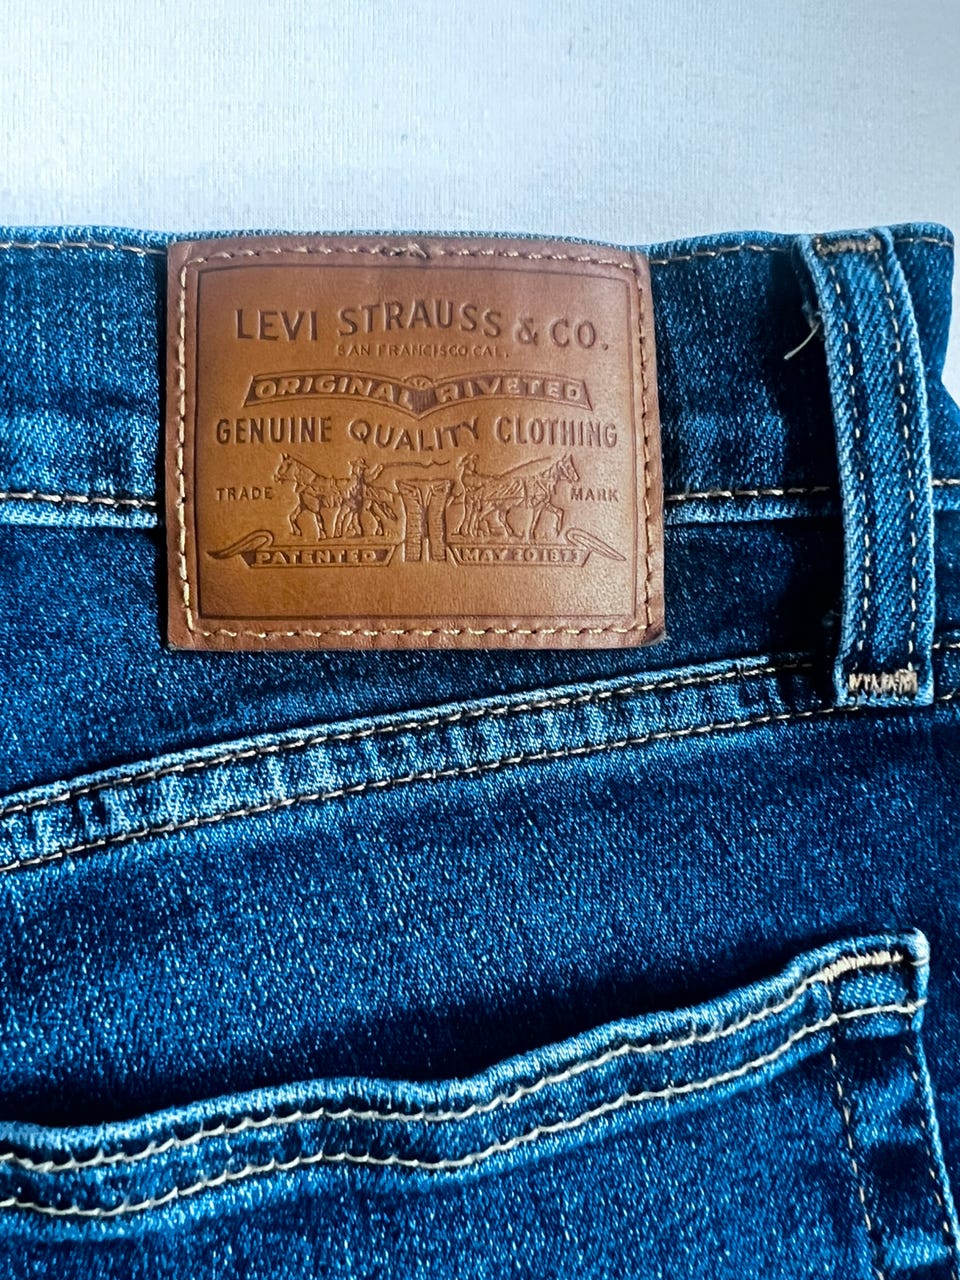 LEVI STRAUSS & CO.
SAN FRANCISCO CAL.
ORIGINAL RIVETED
GENUINE QUALITY CLOTHING
TRADE MARK
PATENTED MAY 20 1873